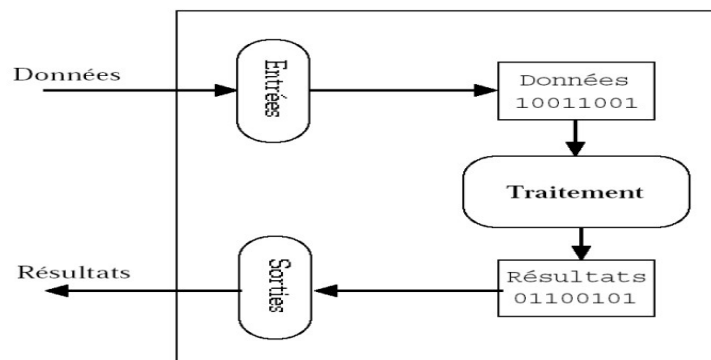 Données
Entrées
Données
10011001
Traitement
Résultats
Sorties
Résultats
01100101